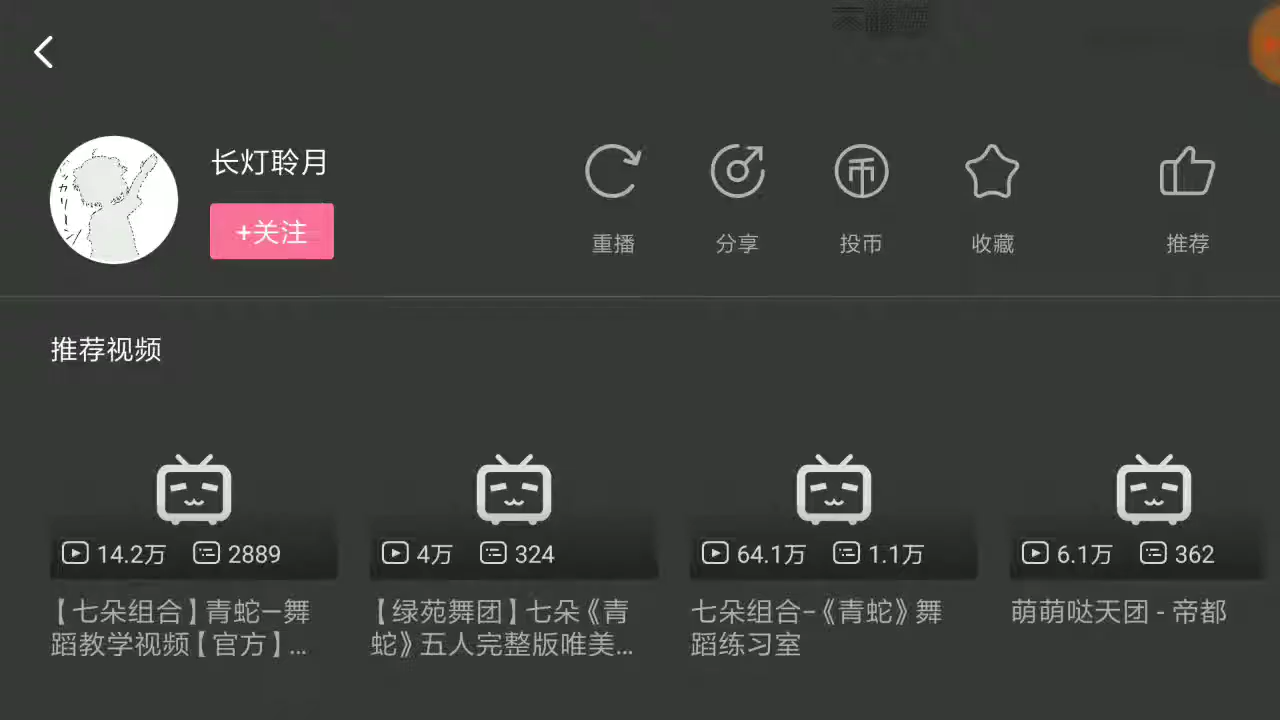 长灯聆月
+关注
重播
分享
投币
收藏
推荐
推荐视频
14.2万 2889
4万 324
64.1万 1.1万
6.1万 362
【七朵组合】青蛇—舞
蹈教学视频【官方】...
【绿苑舞团】七朵《青
蛇》五人完整版唯美...
七朵组合-《青蛇》舞
蹈练习室
萌萌哒天团 - 帝都